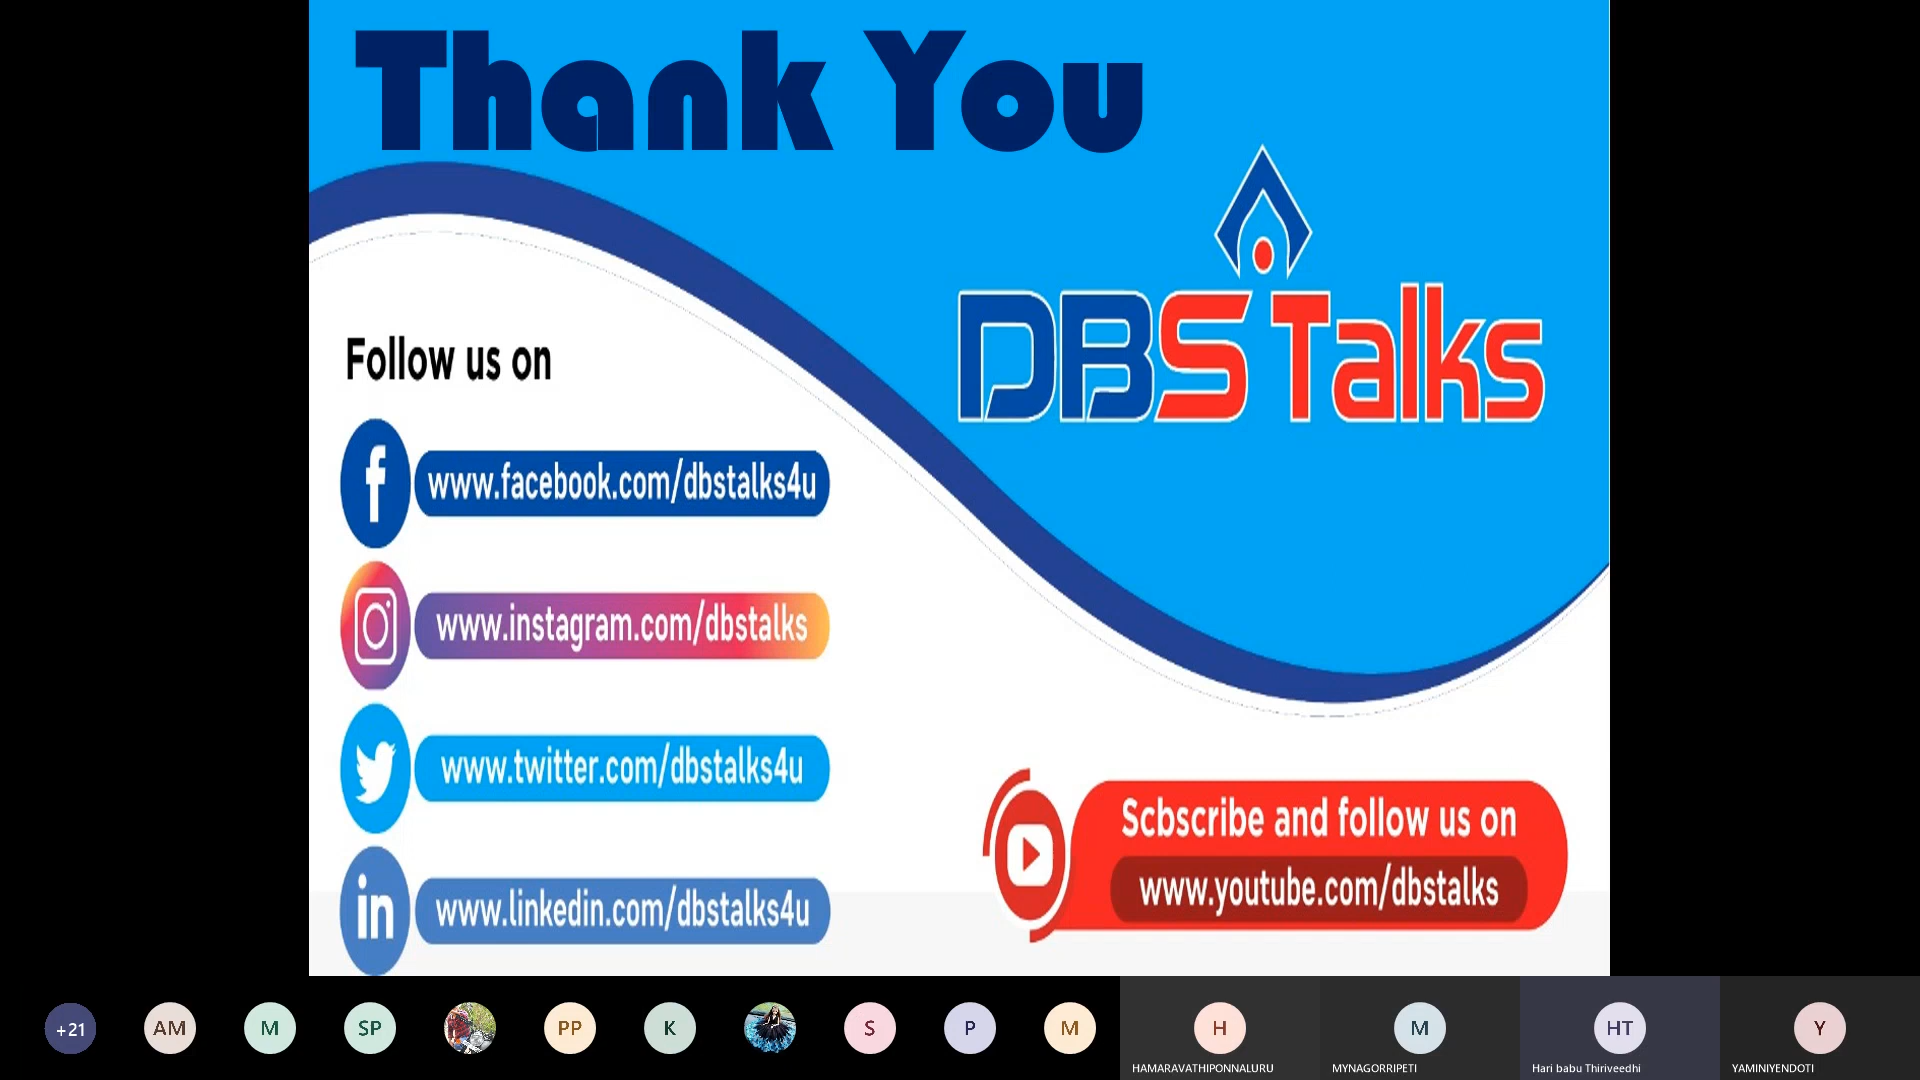 Thank You
DBS Talks
Follow us on
f
www.facebook.com/dbstalks4u
www.instagram.com/dbstalks
www.twitter.com/dbstalks4u
in
www.linkedin.com/dbstalks4u
Scbscribe and follow us on
www.youtube.com/dbstalks
+21 AM M SP PP K S P M H M HT Y
HAMARAVATHIPONNALURU MYNAGORRIPETI Hari babu Thiriveedhi YAMINIYENDOTI